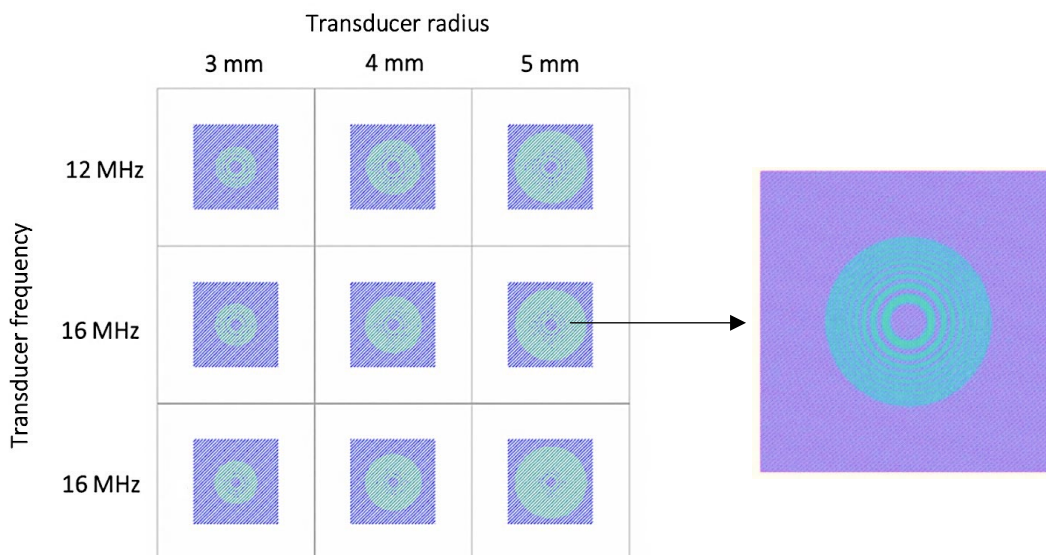 Transducer radius
3 mm
4 mm
5 mm
12 MHz
Transducer frequency
16 MHz
16 MHz